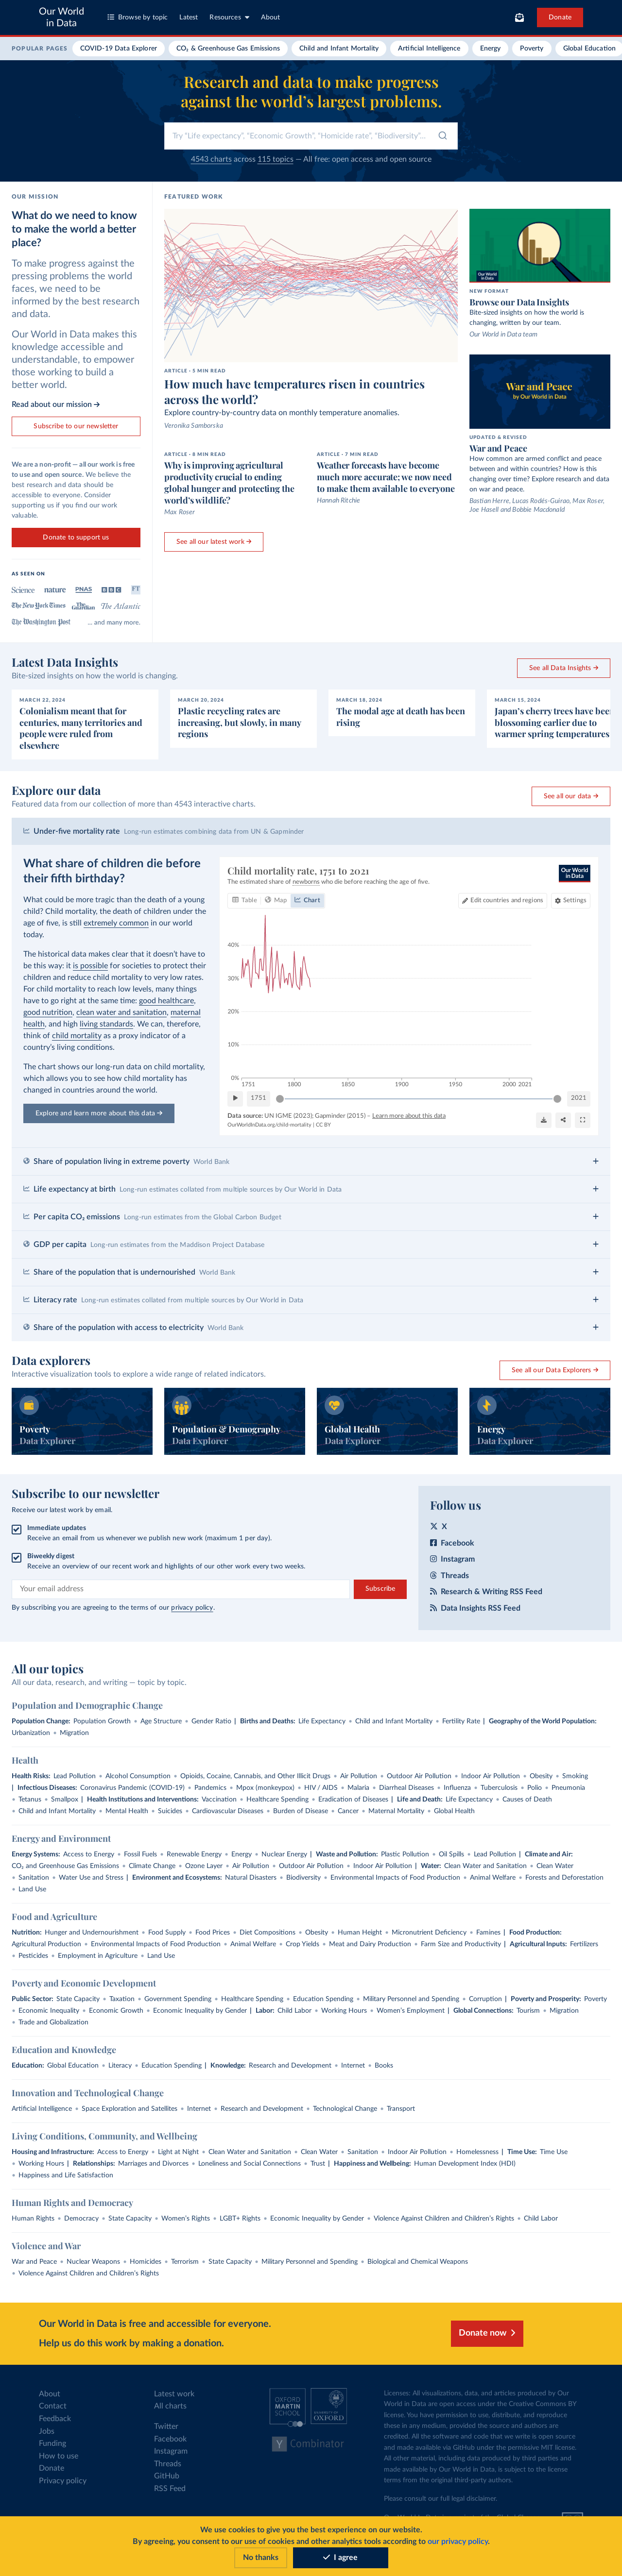 Our World
in Data
Browse by topic
Latest
Resources
About
Donate
POPULAR PAGES
COVID-19 Data Explorer
CO₂ & Greenhouse Gas Emissions
Child and Infant Mortality
Artificial Intelligence
Energy
Poverty
Global Education
Research and data to make progress
against the world’s largest problems.
Try "Life expectancy", "Economic Growth", "Homicide rate", "Biodiversity"...
4543 charts across 115 topics — All free: open access and open source
OUR MISSION
What do we need to know
to make the world a better
place?
To make progress against the
pressing problems the world
faces, we need to be
informed by the best research
and data.
Our World in Data makes this
knowledge accessible and
understandable, to empower
those working to build a
better world.
Read about our mission →
Subscribe to our newsletter
We are a non-profit — all our work is free
to use and open source. We believe the
best research and data should be
accessible to everyone. Consider
supporting us if you find our work
valuable.
Donate to support us
AS SEEN ON
Science
nature
PNAS
BBC
FT
The New York Times
The Guardian
The Atlantic
The Washington Post
... and many more.
FEATURED WORK
ARTICLE • 5 MIN READ
How much have temperatures risen in countries
across the world?
Explore country-by-country data on monthly temperature anomalies.
Veronika Samborska
ARTICLE • 8 MIN READ
Why is improving agricultural
productivity crucial to ending
global hunger and protecting the
world’s wildlife?
Max Roser
ARTICLE • 7 MIN READ
Weather forecasts have become
much more accurate; we now need
to make them available to everyone
Hannah Ritchie
See all our latest work →
Our World
in Data
NEW FORMAT
Browse our Data Insights
Bite-sized insights on how the world is
changing, written by our team.
Our World in Data team
War and Peace
by Our World in Data
UPDATED & REVISED
War and Peace
How common are armed conflict and peace
between and within countries? How is this
changing over time? Explore research and data
on war and peace.
Bastian Herre, Lucas Rodés-Guirao, Max Roser,
Joe Hasell and Bobbie Macdonald
Latest Data Insights
Bite-sized insights on how the world is changing.
See all Data Insights →
MARCH 22, 2024
Colonialism meant that for
centuries, many territories and
people were ruled from
elsewhere
MARCH 20, 2024
Plastic recycling rates are
increasing, but slowly, in many
regions
MARCH 18, 2024
The modal age at death has been
rising
MARCH 15, 2024
Japan’s cherry trees have been
blossoming earlier due to
warmer spring temperatures
Explore our data
Featured data from our collection of more than 4543 interactive charts.
See all our data →
Under-five mortality rate Long-run estimates combining data from UN & Gapminder
What share of children die before
their fifth birthday?
What could be more tragic than the death of a young
child? Child mortality, the death of children under the
age of five, is still extremely common in our world
today.
The historical data makes clear that it doesn’t have to
be this way: it is possible for societies to protect their
children and reduce child mortality to very low rates.
For child mortality to reach low levels, many things
have to go right at the same time: good healthcare,
good nutrition, clean water and sanitation, maternal
health, and high living standards. We can, therefore,
think of child mortality as a proxy indicator of a
country’s living conditions.
The chart shows our long-run data on child mortality,
which allows you to see how child mortality has
changed in countries around the world.
Explore and learn more about this data →
Child mortality rate, 1751 to 2021
The estimated share of newborns who die before reaching the age of five.
Our World
in Data
Table
Map
Chart
Edit countries and regions
Settings
40%
30%
20%
10%
0%
1751
1800
1850
1900
1950
2000
2021
1751
2021
Data source: UN IGME (2023); Gapminder (2015) – Learn more about this data
OurWorldInData.org/child-mortality | CC BY
Share of population living in extreme poverty World Bank
Life expectancy at birth Long-run estimates collated from multiple sources by Our World in Data
Per capita CO₂ emissions Long-run estimates from the Global Carbon Budget
GDP per capita Long-run estimates from the Maddison Project Database
Share of the population that is undernourished World Bank
Literacy rate Long-run estimates collated from multiple sources by Our World in Data
Share of the population with access to electricity World Bank
Data explorers
Interactive visualization tools to explore a wide range of related indicators.
See all our Data Explorers →
Poverty
Data Explorer
Population & Demography
Data Explorer
Global Health
Data Explorer
Energy
Data Explorer
Subscribe to our newsletter
Receive our latest work by email.
Immediate updates
Receive an email from us whenever we publish new work (maximum 1 per day).
Biweekly digest
Receive an overview of our recent work and highlights of our other work every two weeks.
Your email address
Subscribe
By subscribing you are agreeing to the terms of our privacy policy.
Follow us
X
Facebook
Instagram
Threads
Research & Writing RSS Feed
Data Insights RSS Feed
All our topics
All our data, research, and writing — topic by topic.
Population and Demographic Change
Population Change: Population Growth • Age Structure • Gender Ratio | Births and Deaths: Life Expectancy • Child and Infant Mortality • Fertility Rate | Geography of the World Population:
Urbanization • Migration
Health
Health Risks: Lead Pollution • Alcohol Consumption • Opioids, Cocaine, Cannabis, and Other Illicit Drugs • Air Pollution • Outdoor Air Pollution • Indoor Air Pollution • Obesity • Smoking
| Infectious Diseases: Coronavirus Pandemic (COVID-19) • Pandemics • Mpox (monkeypox) • HIV / AIDS • Malaria • Diarrheal Diseases • Influenza • Tuberculosis • Polio • Pneumonia
• Tetanus • Smallpox | Health Institutions and Interventions: Vaccination • Healthcare Spending • Eradication of Diseases | Life and Death: Life Expectancy • Causes of Death
• Child and Infant Mortality • Mental Health • Suicides • Cardiovascular Diseases • Burden of Disease • Cancer • Maternal Mortality • Global Health
Energy and Environment
Energy Systems: Access to Energy • Fossil Fuels • Renewable Energy • Energy • Nuclear Energy | Waste and Pollution: Plastic Pollution • Oil Spills • Lead Pollution | Climate and Air:
CO₂ and Greenhouse Gas Emissions • Climate Change • Ozone Layer • Air Pollution • Outdoor Air Pollution • Indoor Air Pollution | Water: Clean Water and Sanitation • Clean Water
• Sanitation • Water Use and Stress | Environment and Ecosystems: Natural Disasters • Biodiversity • Environmental Impacts of Food Production • Animal Welfare • Forests and Deforestation
• Land Use
Food and Agriculture
Nutrition: Hunger and Undernourishment • Food Supply • Food Prices • Diet Compositions • Obesity • Human Height • Micronutrient Deficiency • Famines | Food Production:
Agricultural Production • Environmental Impacts of Food Production • Animal Welfare • Crop Yields • Meat and Dairy Production • Farm Size and Productivity | Agricultural Inputs: Fertilizers
• Pesticides • Employment in Agriculture • Land Use
Poverty and Economic Development
Public Sector: State Capacity • Taxation • Government Spending • Healthcare Spending • Education Spending • Military Personnel and Spending • Corruption | Poverty and Prosperity: Poverty
• Economic Inequality • Economic Growth • Economic Inequality by Gender | Labor: Child Labor • Working Hours • Women’s Employment | Global Connections: Tourism • Migration
• Trade and Globalization
Education and Knowledge
Education: Global Education • Literacy • Education Spending | Knowledge: Research and Development • Internet • Books
Innovation and Technological Change
Artificial Intelligence • Space Exploration and Satellites • Internet • Research and Development • Technological Change • Transport
Living Conditions, Community, and Wellbeing
Housing and Infrastructure: Access to Energy • Light at Night • Clean Water and Sanitation • Clean Water • Sanitation • Indoor Air Pollution • Homelessness | Time Use: Time Use
• Working Hours | Relationships: Marriages and Divorces • Loneliness and Social Connections • Trust | Happiness and Wellbeing: Human Development Index (HDI)
• Happiness and Life Satisfaction
Human Rights and Democracy
Human Rights • Democracy • State Capacity • Women’s Rights • LGBT+ Rights • Economic Inequality by Gender • Violence Against Children and Children’s Rights • Child Labor
Violence and War
War and Peace • Nuclear Weapons • Homicides • Terrorism • State Capacity • Military Personnel and Spending • Biological and Chemical Weapons
• Violence Against Children and Children’s Rights
Our World in Data is free and accessible for everyone.
Help us do this work by making a donation.
Donate now
About
Contact
Feedback
Jobs
Funding
How to use
Donate
Privacy policy
Latest work
All charts
Twitter
Facebook
Instagram
Threads
GitHub
RSS Feed
OXFORD
MARTIN
SCHOOL
UNIVERSITY OF
OXFORD
Y Combinator
Licenses: All visualizations, data, and articles produced by Our
World in Data are open access under the Creative Commons BY
license. You have permission to use, distribute, and reproduce
these in any medium, provided the source and authors are
credited. All the software and code that we write is open source
and made available via GitHub under the permissive MIT license.
All other material, including data produced by third parties and
made available by Our World in Data, is subject to the license
terms from the original third-party authors.
Please consult our full legal disclaimer.
We use cookies to give you the best experience on our website.
By agreeing, you consent to our use of cookies and other analytics tools according to our privacy policy.
No thanks
I agree